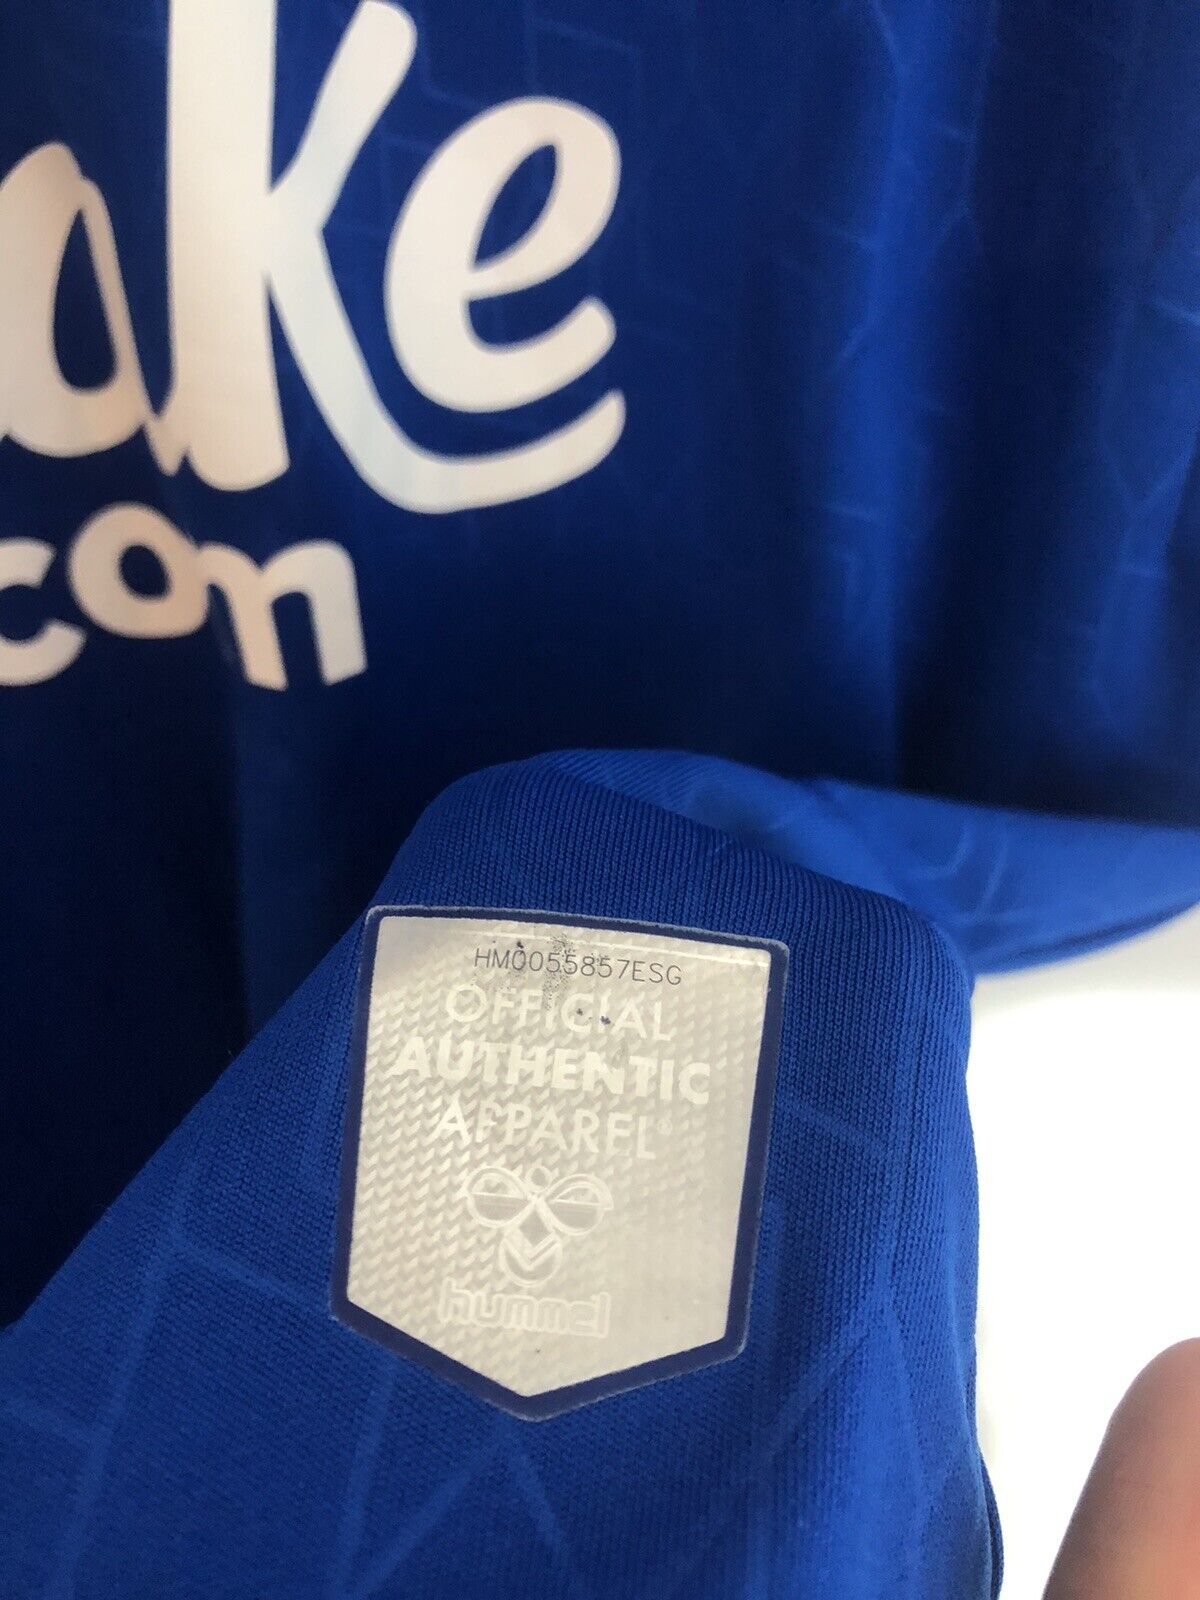 ake
com
HM0055857ESG
OFFICIAL
AUTHENTIC
APPAREL®
hummel